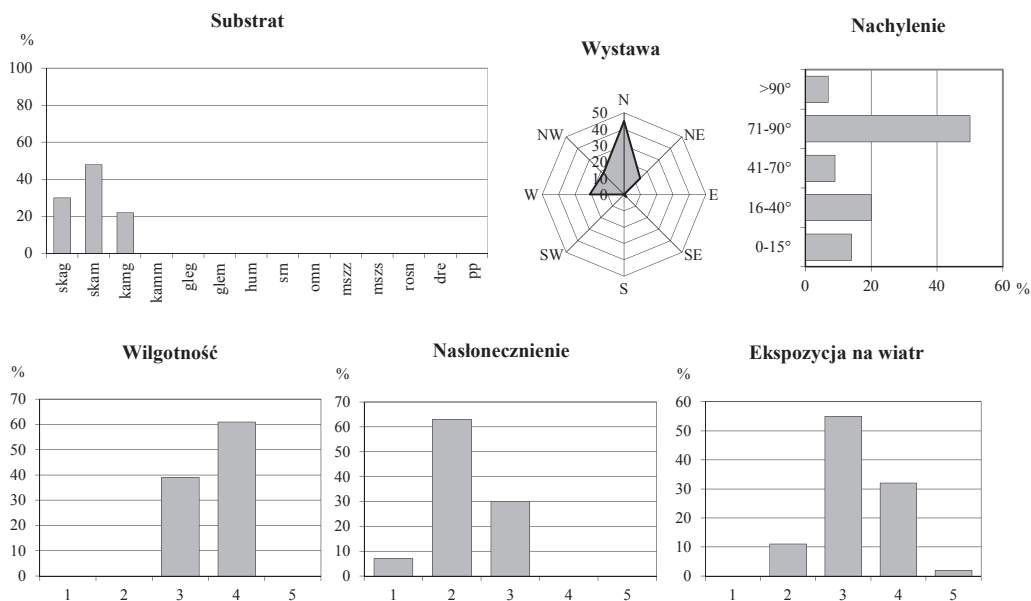 Substrat
%
100
80
60
40
20
0
skag skam kamg kamm gleg glem hum srn omn mszz mszs rosn dre pp
Wystawa
N
NE
E
SE
S
SW
W
NW
50
40
30
20
10
0
Nachylenie
>90°
71-90°
41-70°
16-40°
0-15°
0 20 40 60 %
Wilgotność
%
70
60
50
40
30
20
10
0
1 2 3 4 5
Nasłonecznienie
%
70
60
50
40
30
20
10
0
1 2 3 4 5
Ekspozycja na wiatr
%
60
50
40
30
20
10
0
1 2 3 4 5